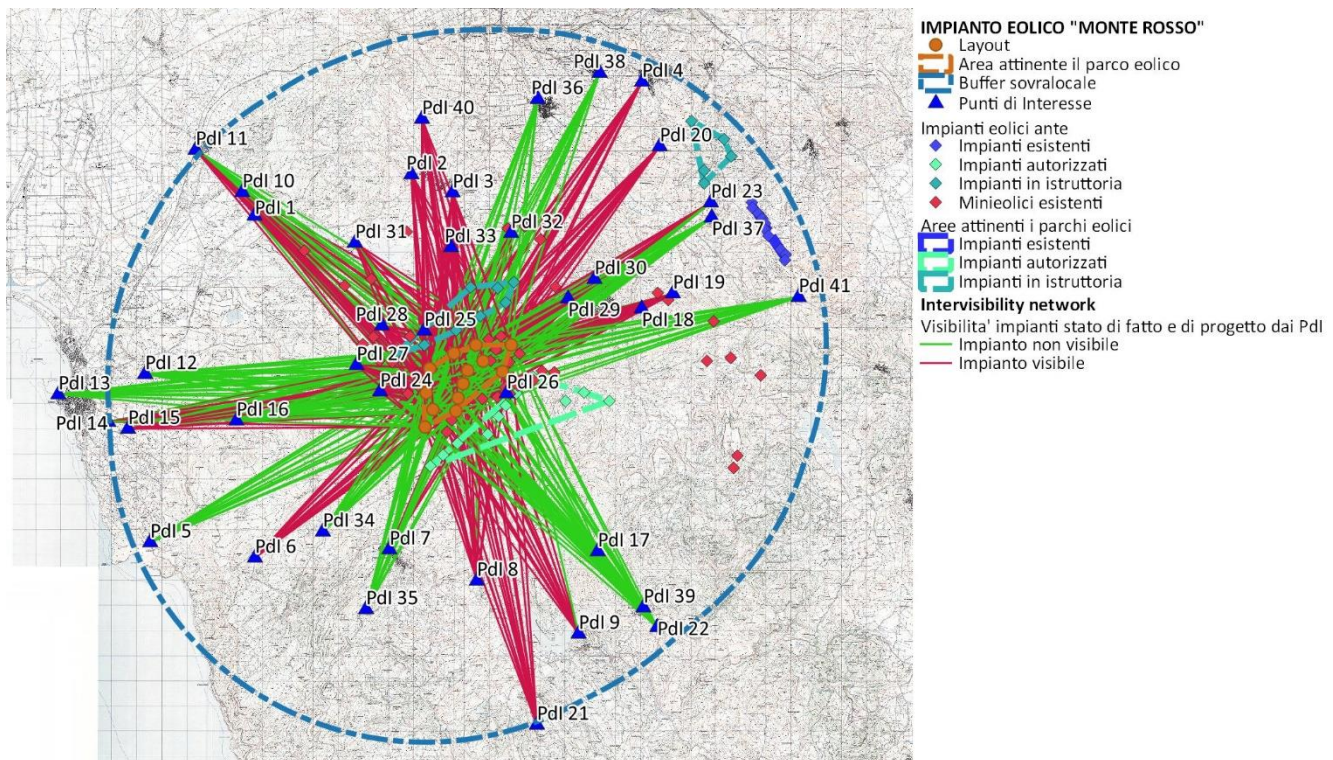 IMPIANTO EOLICO "MONTE ROSSO"
Layout
Area attinente il parco eolico
Buffer sovralocale
Punti di Interesse
Impianti eolici ante
Impianti esistenti
Impianti autorizzati
Impianti in istruttoria
Minieolici esistenti
Aree attinenti i parchi eolici
Impianti esistenti
Impianti autorizzati
Impianti in istruttoria
Intervisibility network
Visibilita' impianti stato di fatto e di progetto dai PdI
Impianto non visibile
Impianto visibile
PdI 38
PdI 4
PdI 36
PdI 40
PdI 11
PdI 20
PdI 2
PdI 10
PdI 3
PdI 23
PdI 1
PdI 37
PdI 32
PdI 31
PdI 33
PdI 30
PdI 19
PdI 41
PdI 29
PdI 18
PdI 28
PdI 25
PdI 12
PdI 27
PdI 13
PdI 24
PdI 26
PdI 14
PdI 15
PdI 16
PdI 5
PdI 34
PdI 6
PdI 7
PdI 17
PdI 8
PdI 35
PdI 39
PdI 9
PdI 22
PdI 21